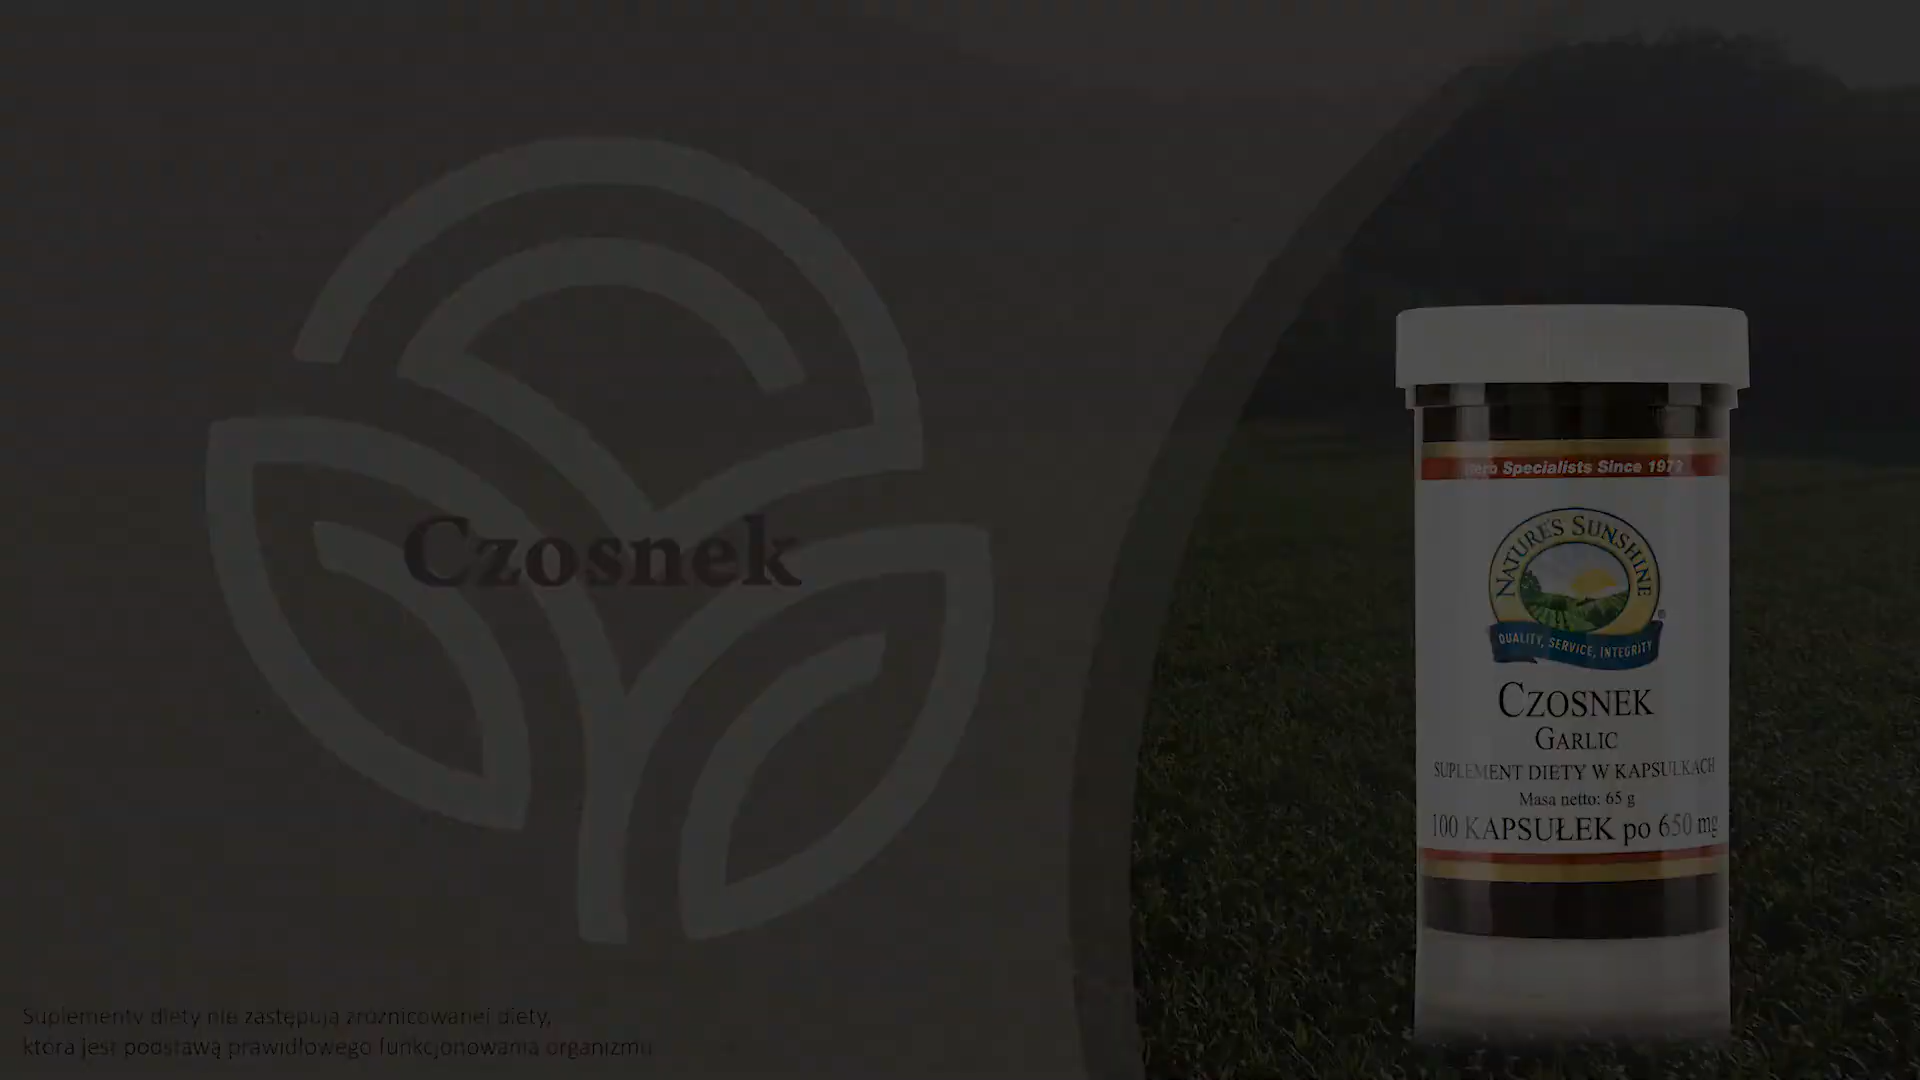 Czosnek
Herb Specialists Since 1972
NATURE'S SUNSHINE
®
QUALITY, SERVICE, INTEGRITY
CZOSNEK
GARLIC
SUPLEMENT DIETY W KAPSUŁKACH
Masa netto: 65 g
100 KAPSUŁEK po 650 mg
Suplementy diety nie zastępują zróżnicowanej diety,
która jest podstawą prawidłowego funkcjonowania organizmu